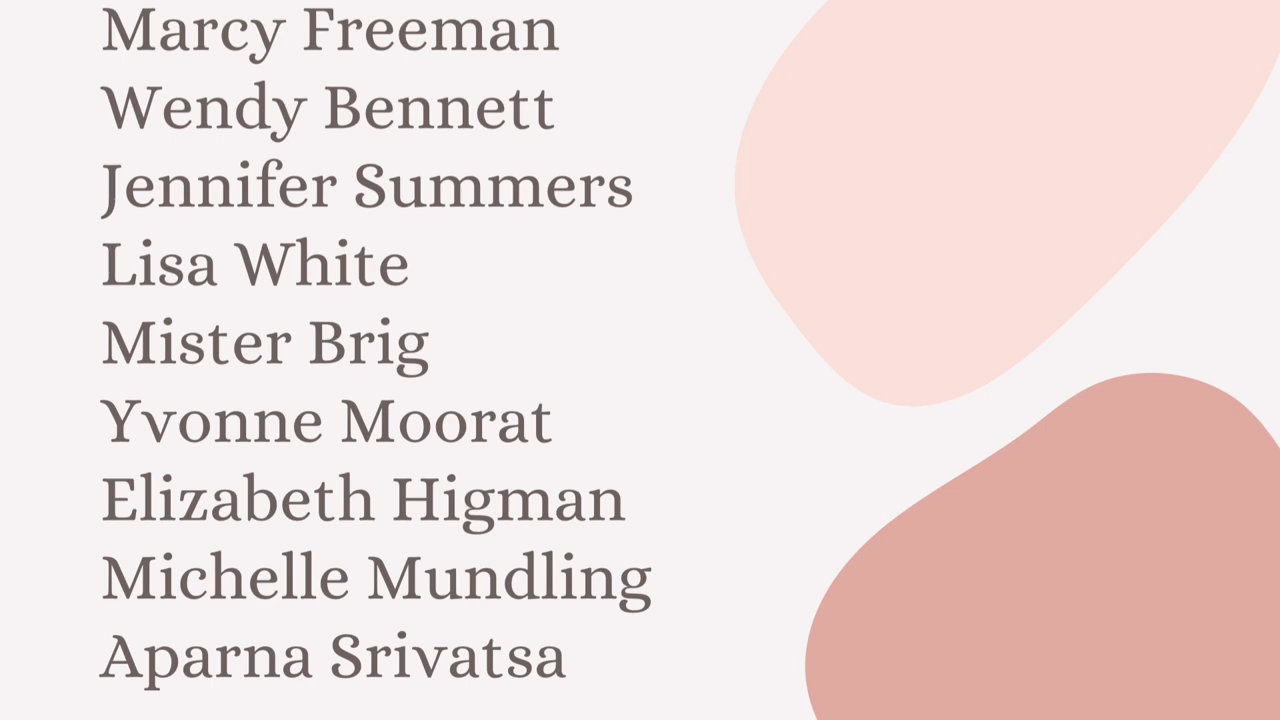 Marcy Freeman
Wendy Bennett
Jennifer Summers
Lisa White
Mister Brig
Yvonne Moorat
Elizabeth Higman
Michelle Mundling
Aparna Srivatsa